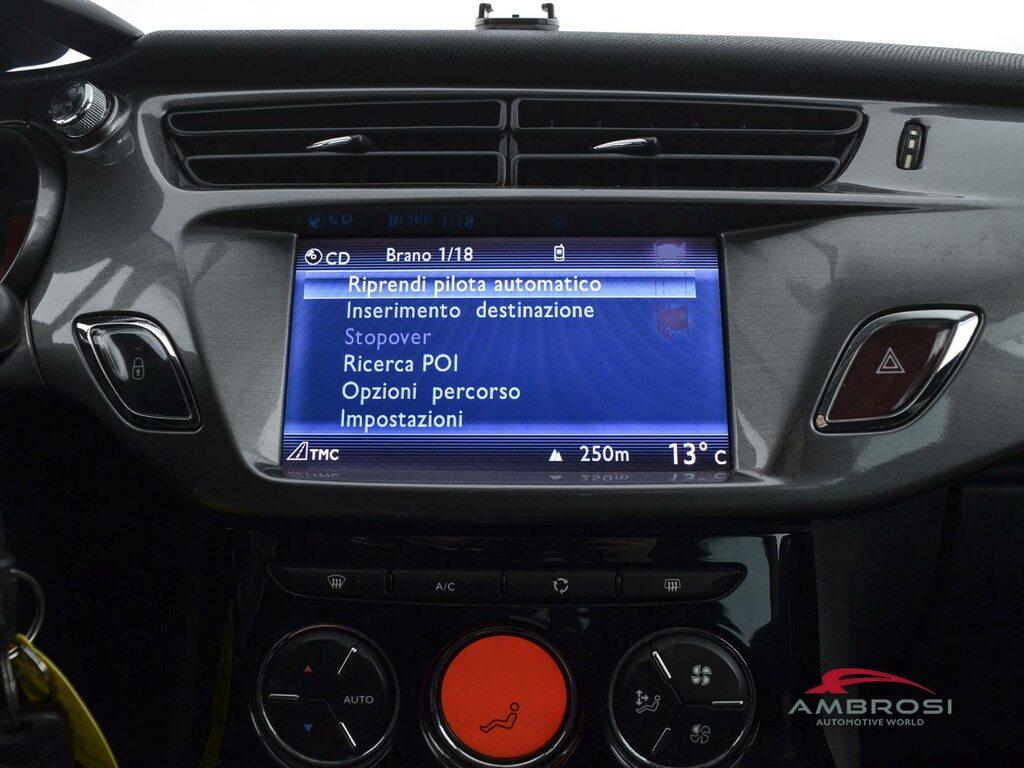 CD Brano 1/18
Riprendi pilota automatico
Inserimento destinazione
Stopover
Ricerca POI
Opzioni percorso
Impostazioni
TMC 250m 13° C
A/C
AUTO
AMBROSI
AUTOMOTIVE WORLD